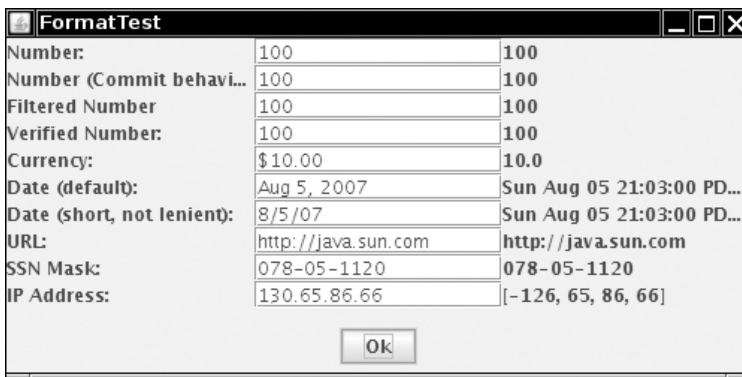 FormatTest
Number: 100 100
Number (Commit behavi... 100 100
Filtered Number 100 100
Verified Number: 100 100
Currency: $10.00 10.0
Date (default): Aug 5, 2007 Sun Aug 05 21:03:00 PD...
Date (short, not lenient): 8/5/07 Sun Aug 05 21:03:00 PD...
URL: http://java.sun.com http://java.sun.com
SSN Mask: 078-05-1120 078-05-1120
IP Address: 130.65.86.66 [-126, 65, 86, 66]
Ok